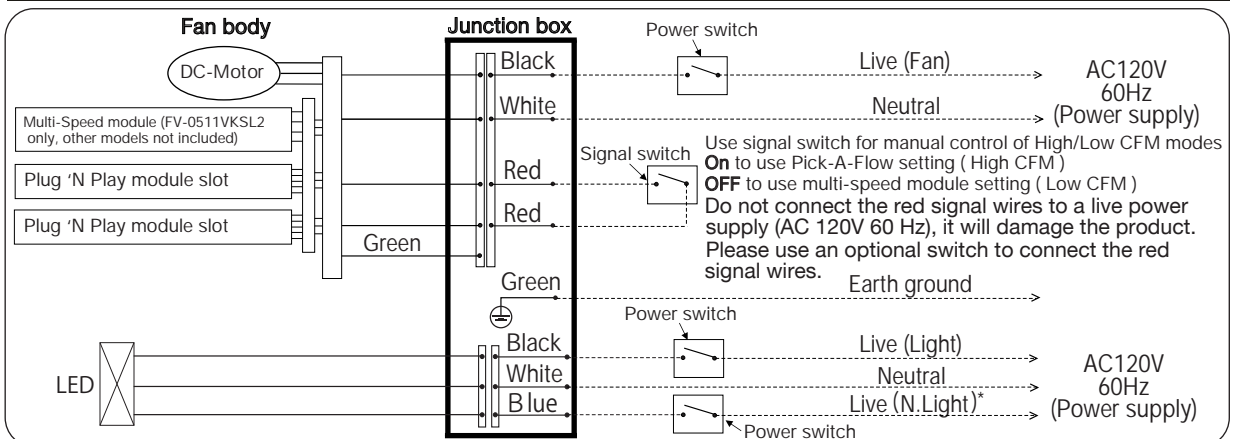 Fan body
Junction box
Power switch
DC-Motor
Black
Live (Fan)
AC120V
60Hz
(Power supply)
White
Neutral
Multi-Speed module (FV-0511VKSL2
only, other models not included)
Plug 'N Play module slot
Plug 'N Play module slot
Signal switch
Red
Red
Use signal switch for manual control of High/Low CFM modes
On to use Pick-A-Flow setting ( High CFM )
OFF to use multi-speed module setting ( Low CFM )
Do not connect the red signal wires to a live power
supply (AC 120V 60 Hz), it will damage the product.
Please use an optional switch to connect the red
signal wires.
Green
Green
Earth ground
Power switch
LED
Black
Live (Light)
White
Neutral
Blue
Live (N.Light)*
AC120V
60Hz
(Power supply)
Power switch